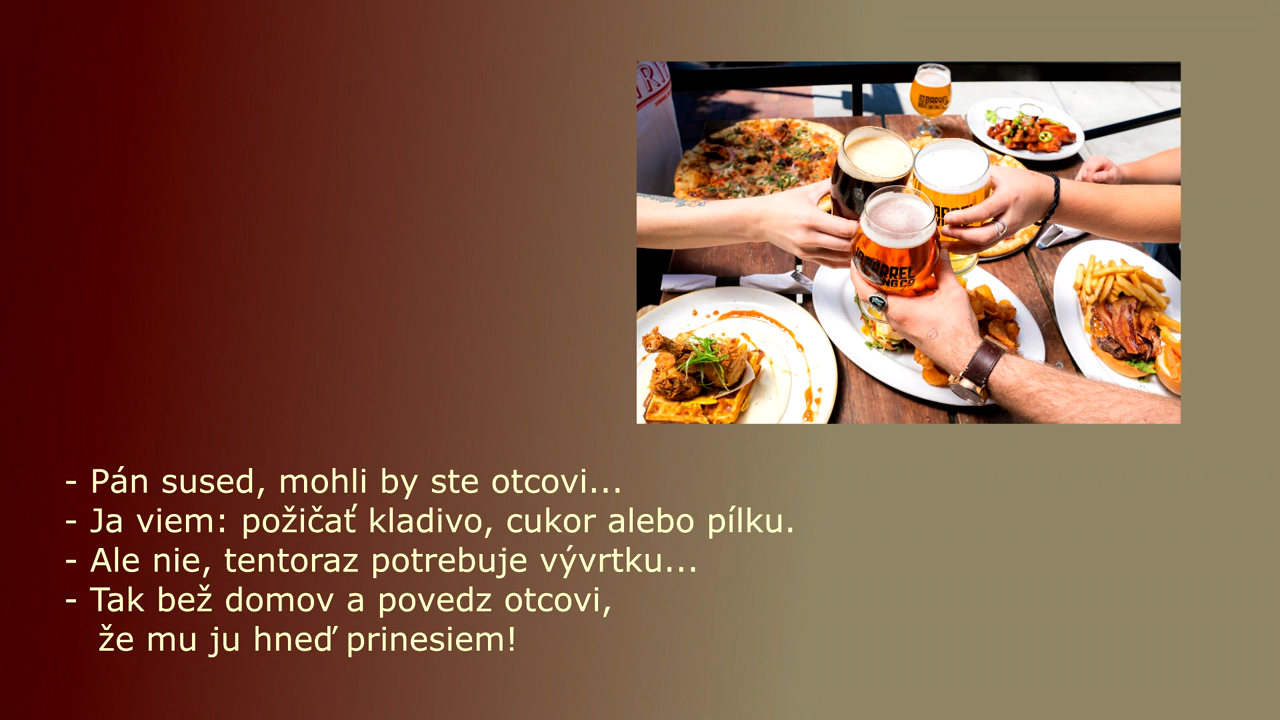 - Pán sused, mohli by ste otcovi...
- Ja viem: požičať kladivo, cukor alebo pílku.
- Ale nie, tentoraz potrebuje vývrtku...
- Tak bež domov a povedz otcovi,
že mu ju hneď prinesiem!